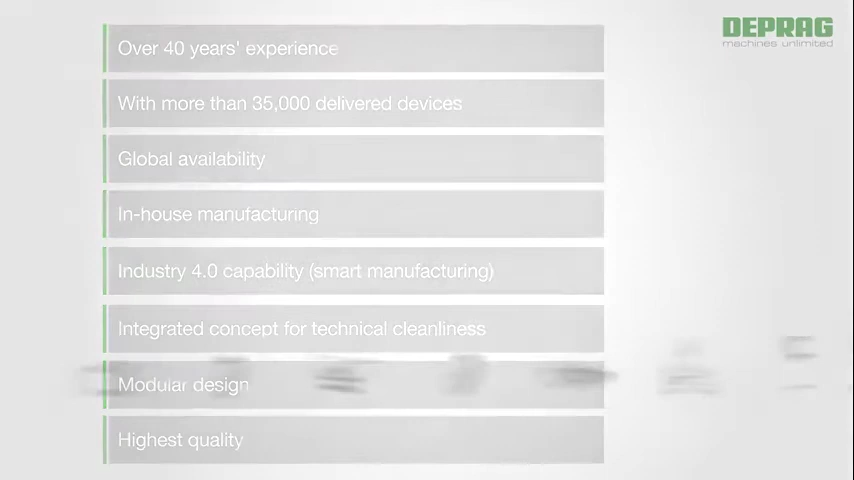 DEPRAG
machines unlimited
Over 40 years' experience
With more than 35,000 delivered devices
Global availability
In-house manufacturing
Industry 4.0 capability (smart manufacturing)
Integrated concept for technical cleanliness
Modular design
Highest quality